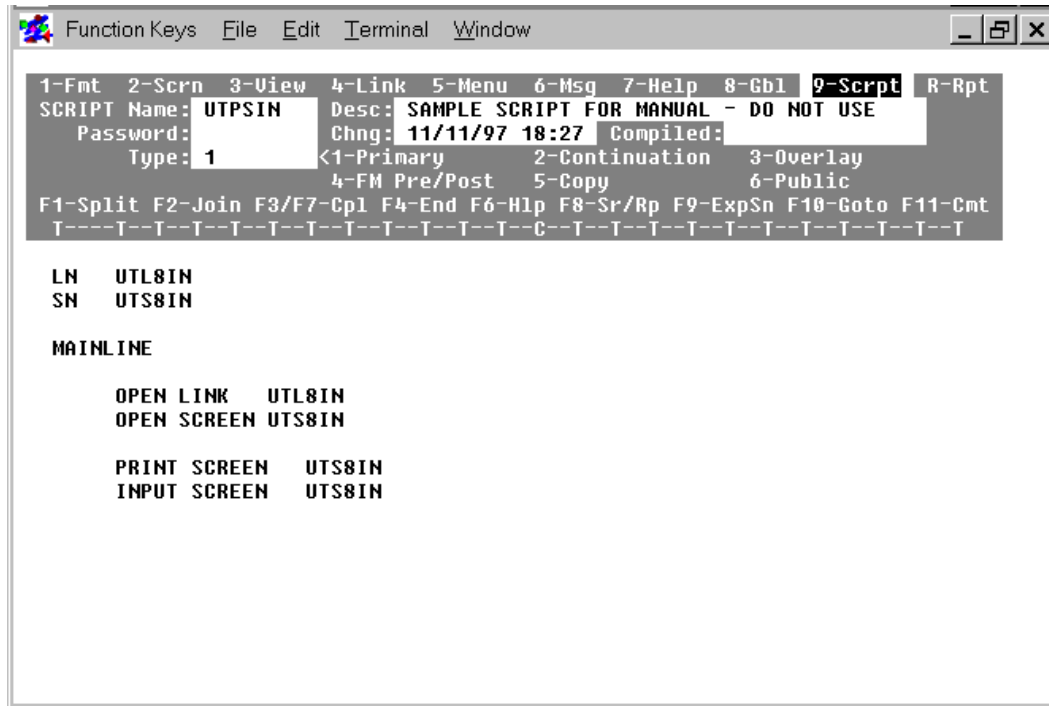 Function Keys File Edit Terminal Window
1-Fmt 2-Scrn 3-View 4-Link 5-Menu 6-Msg 7-Help 8-Gbl 9-Scrpt R-Rpt
SCRIPT Name: UTPSIN Desc: SAMPLE SCRIPT FOR MANUAL - DO NOT USE
Password: Chng: 11/11/97 18:27 Compiled:
Type: 1 <1-Primary 2-Continuation 3-Overlay
4-FM Pre/Post 5-Copy 6-Public
F1-Split F2-Join F3/F7-Cpl F4-End F6-Hlp F8-Sr/Rp F9-ExpSn F10-Goto F11-Cmt
T----T--T--T--T--T--T--T--T--T--T--T--C--T--T--T--T--T--T--T--T--T--T--T
LN UTL8IN
SN UTS8IN
MAINLINE
OPEN LINK UTL8IN
OPEN SCREEN UTS8IN
PRINT SCREEN UTS8IN
INPUT SCREEN UTS8IN